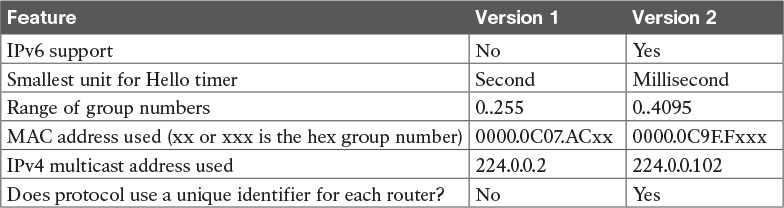 Feature Version 1 Version 2
IPv6 support No Yes
Smallest unit for Hello timer Second Millisecond
Range of group numbers 0..255 0..4095
MAC address used (xx or xxx is the hex group number) 0000.0C07.ACxx 0000.0C9F.Fxxx
IPv4 multicast address used 224.0.0.2 224.0.0.102
Does protocol use a unique identifier for each router? No Yes